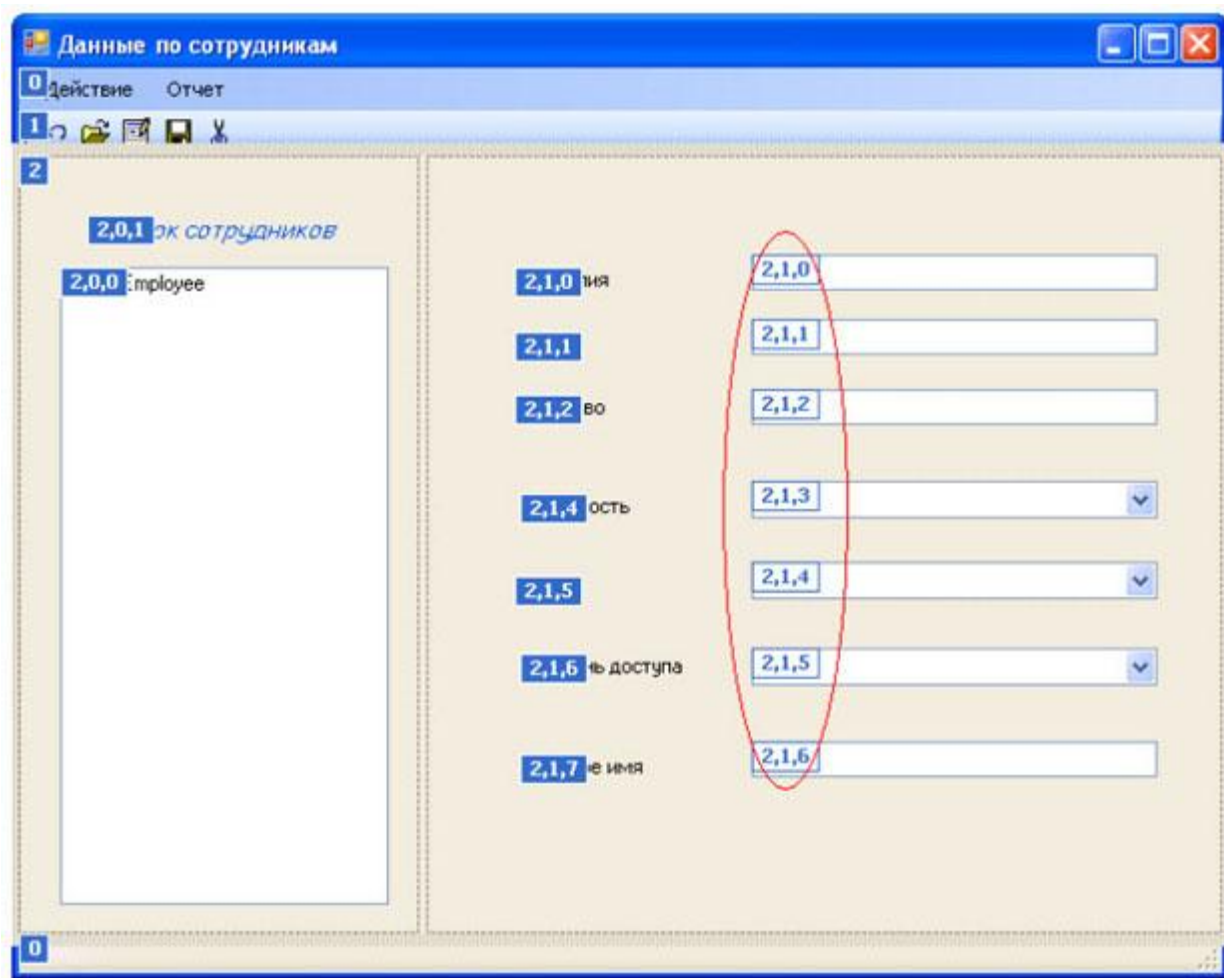 Данные по сотрудникам
0 Действие Отчет
1
2
2,0,1 ок сотрудников
2,0,0 Employee
2,1,0 лия 2,1,0
2,1,1 2,1,1
2,1,2 во 2,1,2
2,1,4 ость 2,1,3
2,1,5 2,1,4
2,1,6 нь доступа 2,1,5
2,1,7 е имя 2,1,6
0